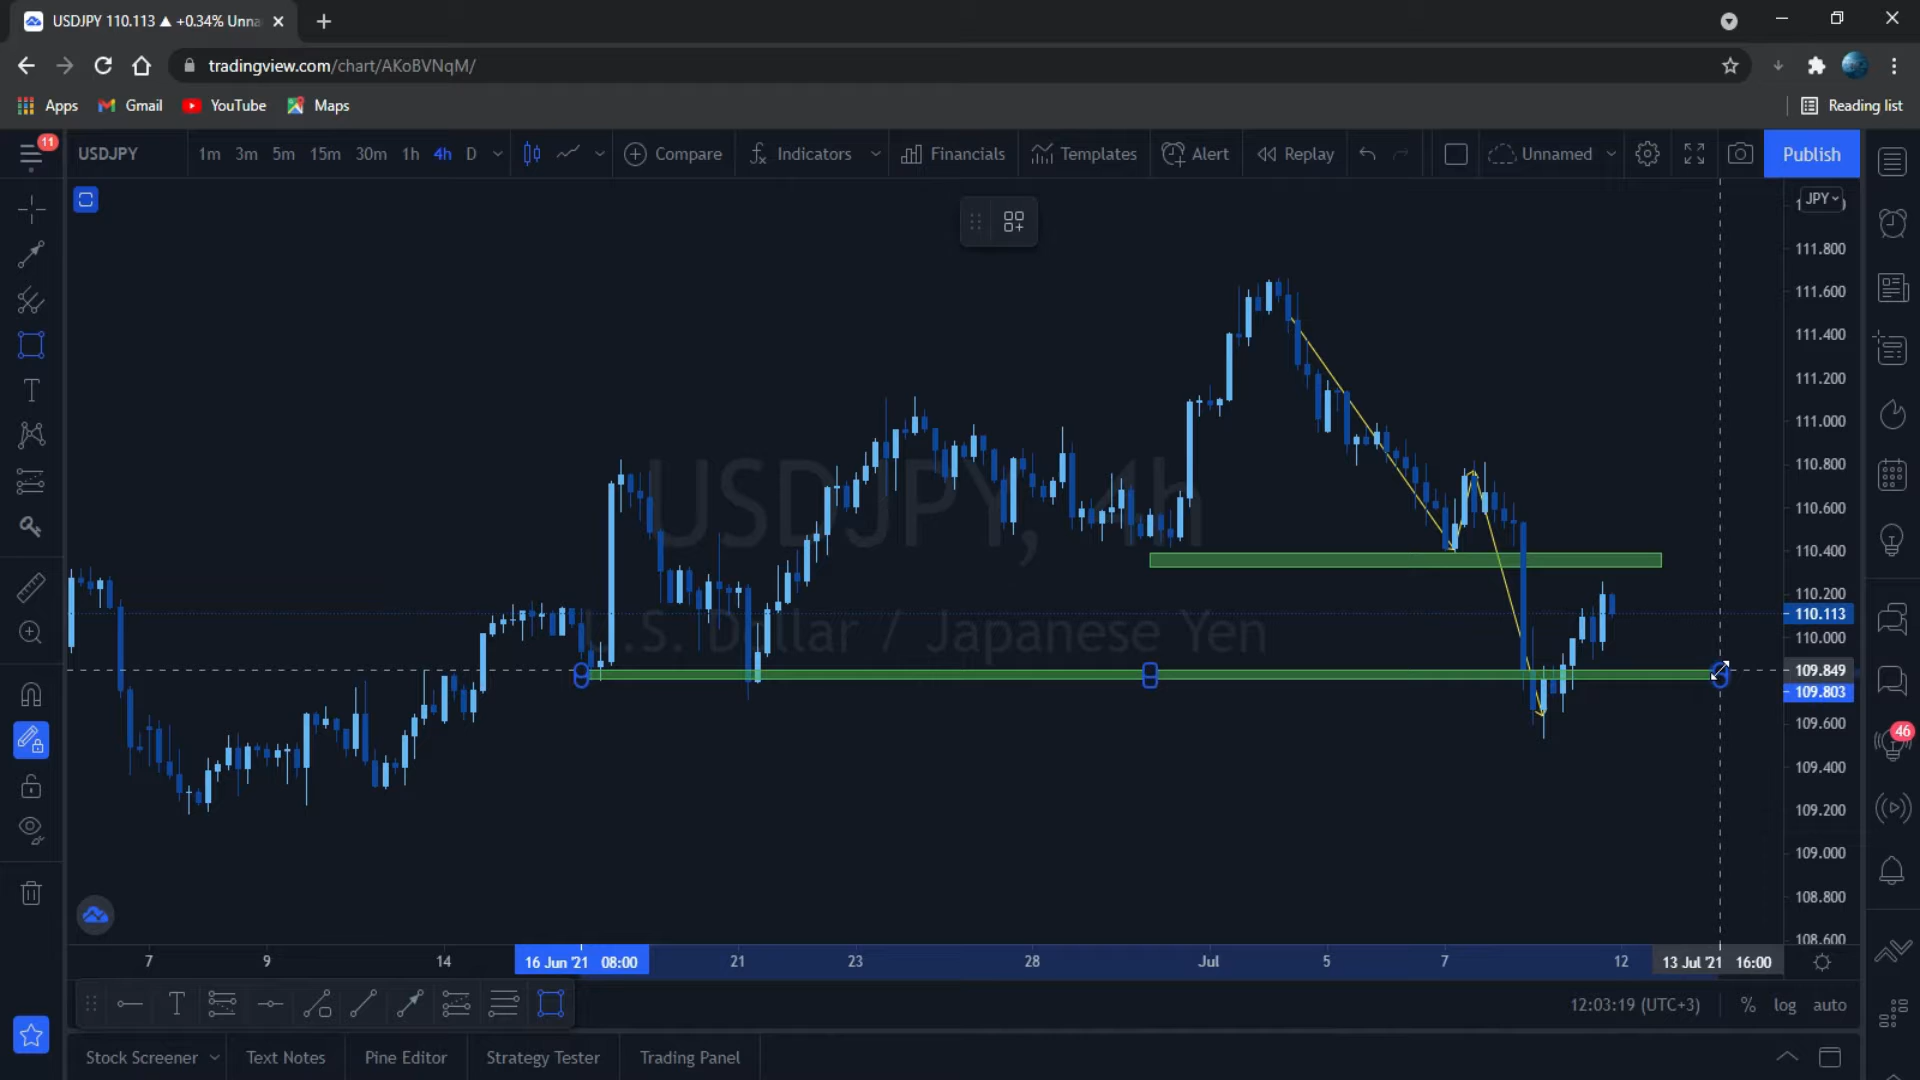 USDJPY 110.113 ▲ +0.34% Unna
tradingview.com/chart/AKoBVNqM/
Apps Gmail YouTube Maps Reading list
11 USDJPY 1m 3m 5m 15m 30m 1h 4h D Compare Indicators Financials Templates Alert Replay Unnamed Publish
JPY
111.800
111.600
111.400
111.200
111.000
110.800
110.600
110.400
110.200
110.113
110.000
109.849
109.803
109.600
109.400
109.200
109.000
108.800
108.600
USDJPY, 4h
U.S. Dollar / Japanese Yen
46
7 9 14 16 Jun '21 08:00 21 23 28 Jul 5 7 12 13 Jul '21 16:00
12:03:19 (UTC+3) % log auto
Stock Screener Text Notes Pine Editor Strategy Tester Trading Panel